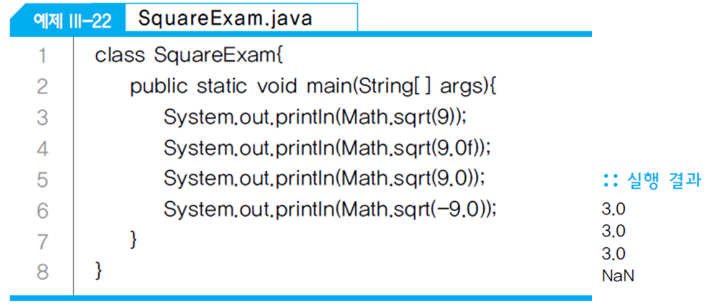 예제 III-22 SquareExam.java
1 class SquareExam{
2 public static void main(String[ ] args){
3 System.out.println(Math.sqrt(9));
4 System.out.println(Math.sqrt(9.0f));
5 System.out.println(Math.sqrt(9.0));
6 System.out.println(Math.sqrt(-9.0));
7 }
8 }
:: 실행 결과
3.0
3.0
3.0
NaN